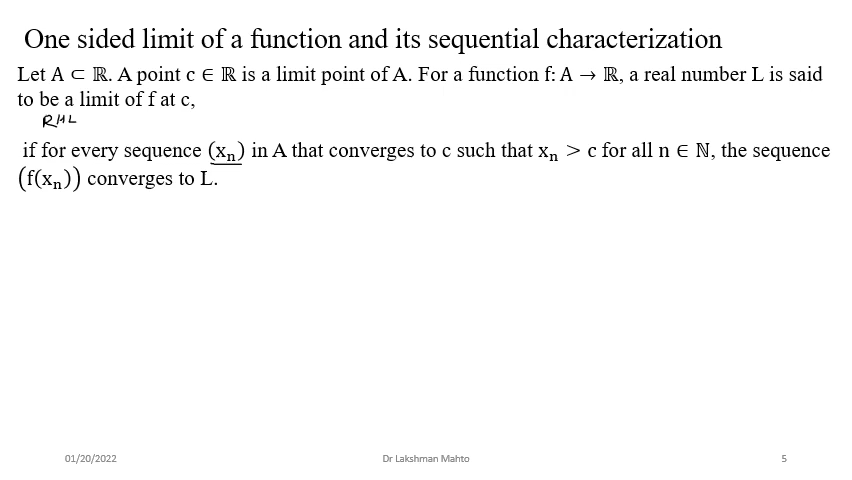 One sided limit of a function and its sequential characterization
Let A ⊂ ℝ. A point c ∈ ℝ is a limit point of A. For a function f: A → ℝ, a real number L is said
to be a limit of f at c,
RHL
if for every sequence (xₙ) in A that converges to c such that xₙ > c for all n ∈ ℕ, the sequence
(f(xₙ)) converges to L.
01/20/2022 Dr Lakshman Mahto 5